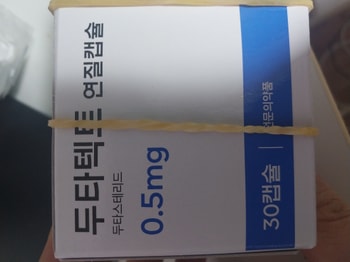 두타텍트 연질캡슐
두타스테리드
0.5mg
30캡슐 | 전문의약품